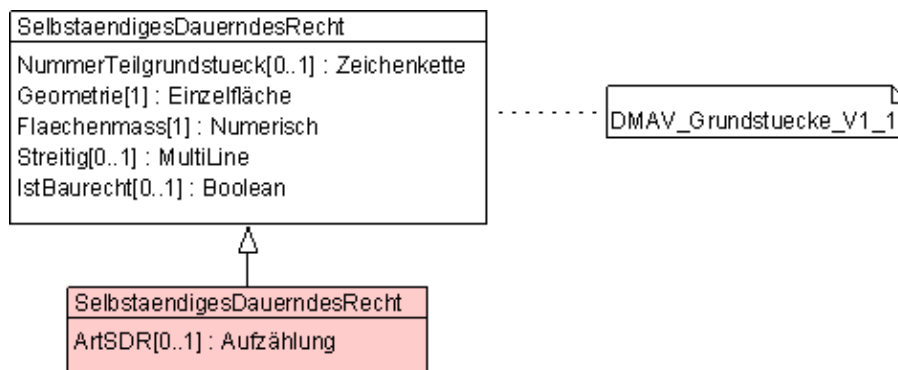 SelbstaendigesDauerndesRecht
NummerTeilgrundstueck[0..1] : Zeichenkette
Geometrie[1] : Einzelfläche
Flaechenmass[1] : Numerisch
Streitig[0..1] : MultiLine
IstBaurecht[0..1] : Boolean
DMAV_Grundstuecke_V1_1
SelbstaendigesDauerndesRecht
ArtSDR[0..1] : Aufzählung